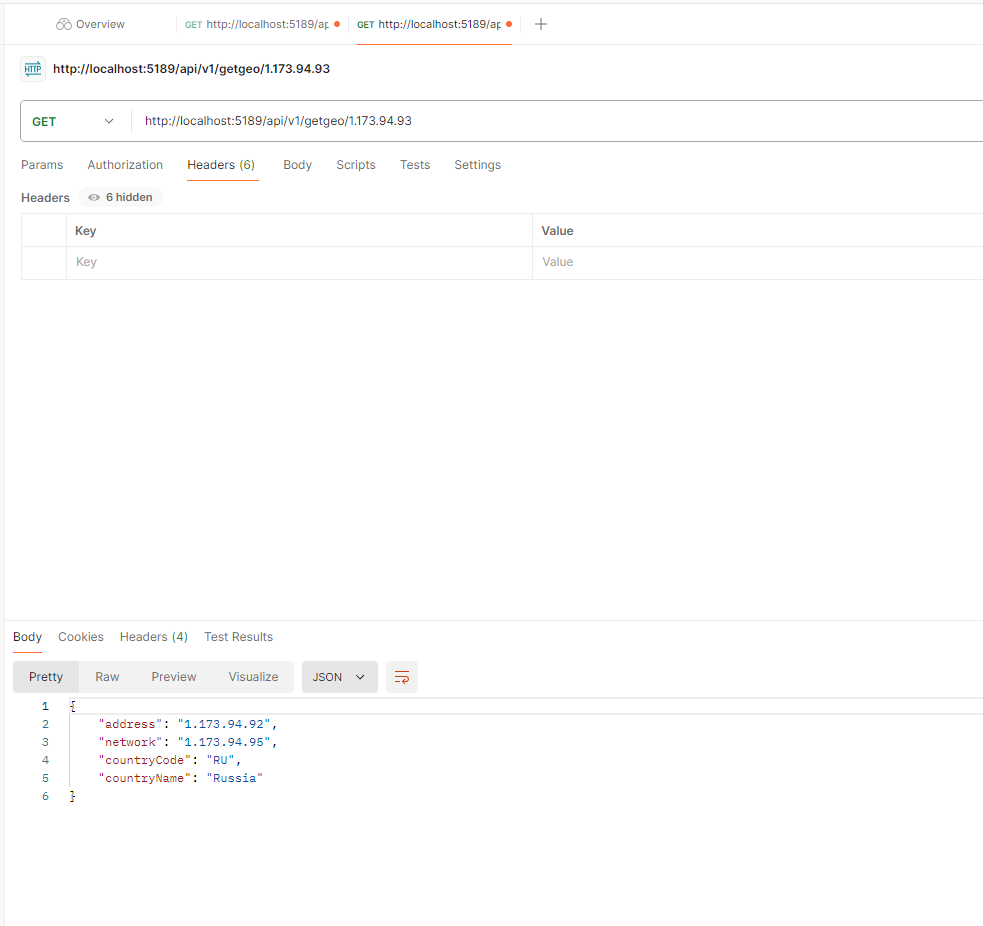 Overview GET http://localhost:5189/ap GET http://localhost:5189/ap
HTTP http://localhost:5189/api/v1/getgeo/1.173.94.93
GET http://localhost:5189/api/v1/getgeo/1.173.94.93
Params Authorization Headers (6) Body Scripts Tests Settings
Headers 6 hidden
Key Value
Key Value
Body Cookies Headers (4) Test Results
Pretty Raw Preview Visualize JSON
1 {
2 "address": "1.173.94.92",
3 "network": "1.173.94.95",
4 "countryCode": "RU",
5 "countryName": "Russia"
6 }